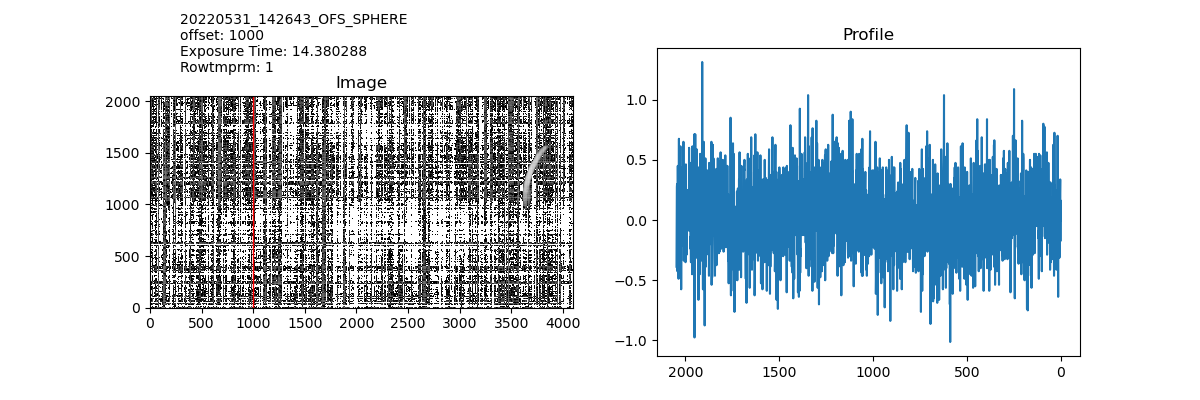 20220531_142643_OFS_SPHERE
offset: 1000
Exposure Time: 14.380288
Rowtmprm: 1
Image
2000
1500
1000
500
0
0 500 1000 1500 2000 2500 3000 3500 4000
Profile
1.0
0.5
0.0
−0.5
−1.0
2000 1500 1000 500 0